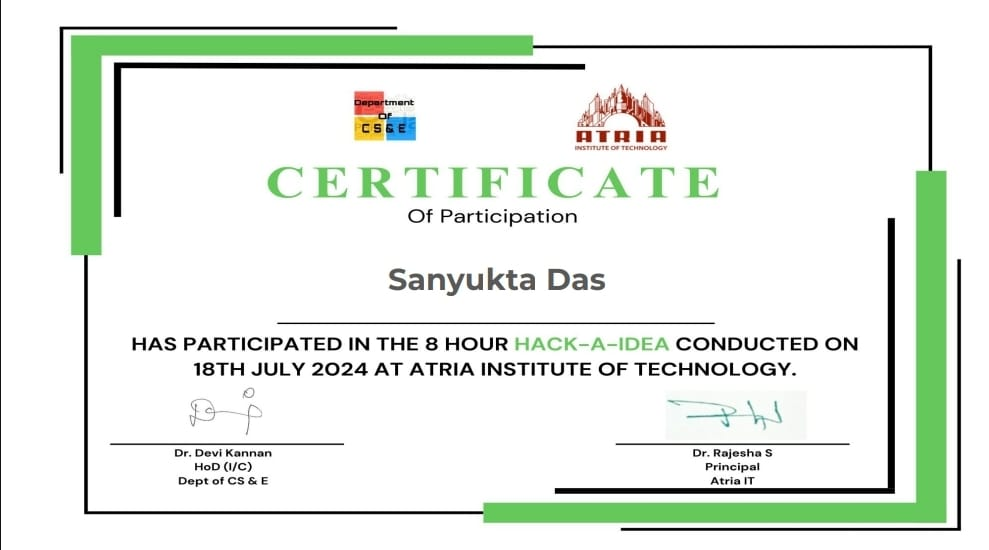 Department
Of
CS&E
ATRIA
INSTITUTE OF TECHNOLOGY
CERTIFICATE
Of Participation
Sanyukta Das
HAS PARTICIPATED IN THE 8 HOUR HACK-A-IDEA CONDUCTED ON
18TH JULY 2024 AT ATRIA INSTITUTE OF TECHNOLOGY.
Dr. Devi Kannan
HoD (I/C)
Dept of CS & E
Dr. Rajesha S
Principal
Atria IT